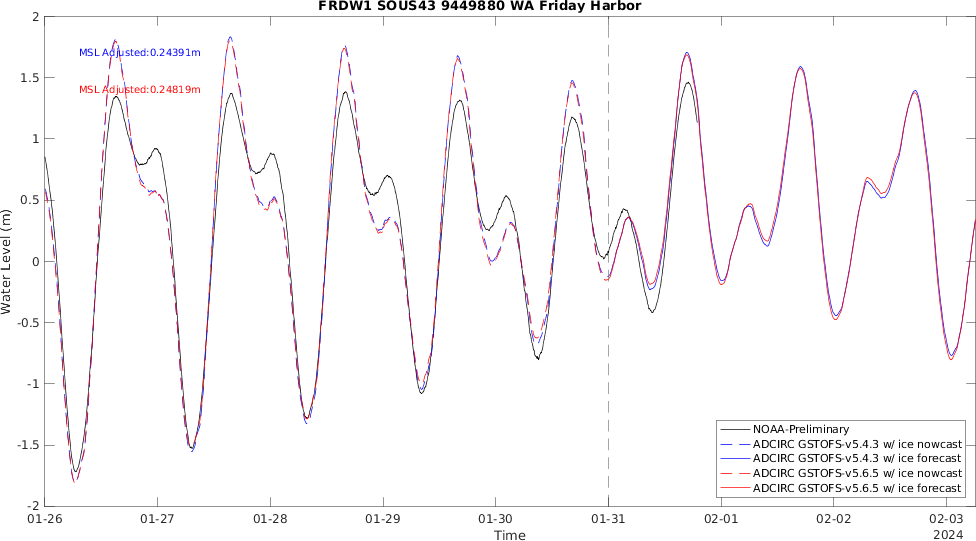 FRDW1 SOUS43 9449880 WA Friday Harbor
Water Level (m)
2
1.5
1
0.5
0
-0.5
-1
-1.5
-2
MSL Adjusted:0.24391m
MSL Adjusted:0.24819m
NOAA-Preliminary
ADCIRC GSTOFS-v5.4.3 w/ ice nowcast
ADCIRC GSTOFS-v5.4.3 w/ ice forecast
ADCIRC GSTOFS-v5.6.5 w/ ice nowcast
ADCIRC GSTOFS-v5.6.5 w/ ice forecast
01-26 01-27 01-28 01-29 01-30 01-31 02-01 02-02 02-03
Time
2024